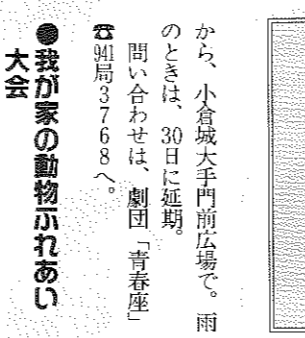 から、小倉城大手門前広場で。雨
のときは、30日に延期。
問い合わせは、劇団「青春座」
☎941局3768へ。
●我が家の動物ふれあい
大会